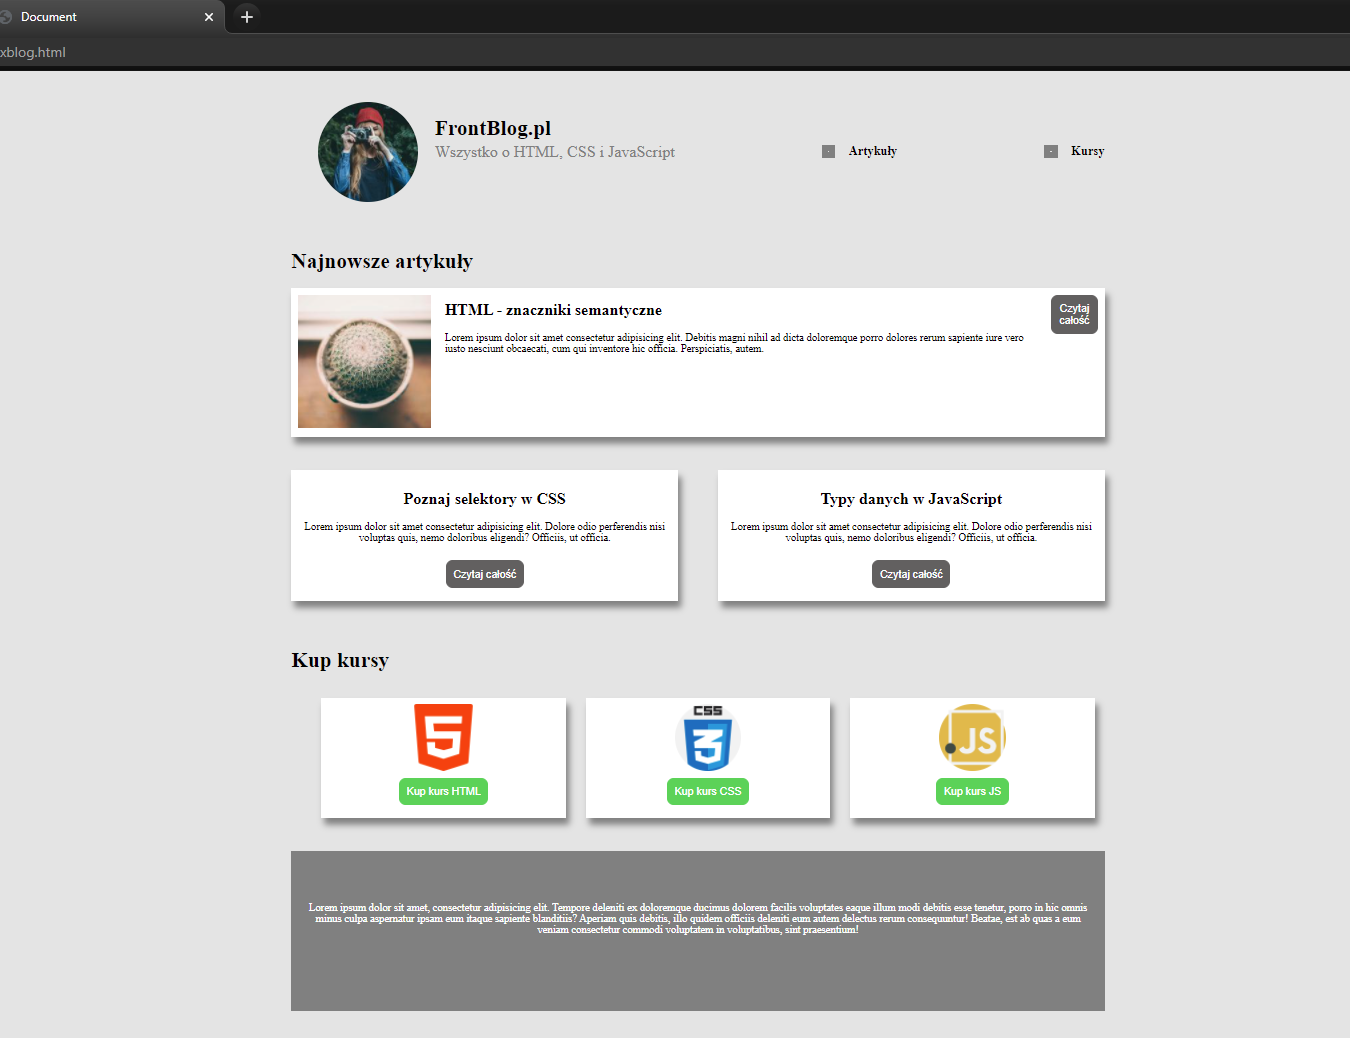 Document
xblog.html
FrontBlog.pl
Wszystko o HTML, CSS i JavaScript
Artykuły
Kursy
Najnowsze artykuły
HTML - znaczniki semantyczne
Lorem ipsum dolor sit amet consectetur adipisicing elit. Debitis magni nihil ad dicta doloremque porro dolores rerum sapiente iure vero
iusto nesciunt obcaecati, cum qui inventore hic officia. Perspiciatis, autem.
Czytaj
całość
Poznaj selektory w CSS
Lorem ipsum dolor sit amet consectetur adipisicing elit. Dolore odio perferendis nisi
voluptas quis, nemo doloribus eligendi? Officiis, ut officia.
Czytaj całość
Typy danych w JavaScript
Lorem ipsum dolor sit amet consectetur adipisicing elit. Dolore odio perferendis nisi
voluptas quis, nemo doloribus eligendi? Officiis, ut officia.
Czytaj całość
Kup kursy
5
Kup kurs HTML
CSS
3
Kup kurs CSS
JS
Kup kurs JS
Lorem ipsum dolor sit amet, consectetur adipisicing elit. Tempore deleniti ex doloremque ducimus dolorem facilis voluptates eaque illum modi debitis esse tenetur, porro in hic omnis
minus culpa aspernatur ipsam eum itaque sapiente blanditiis? Aperiam quis debitis, illo quidem officiis deleniti eum autem delectus rerum consequuntur! Beatae, est ab quas a eum
veniam consectetur commodi voluptatem in voluptatibus, sint praesentium!